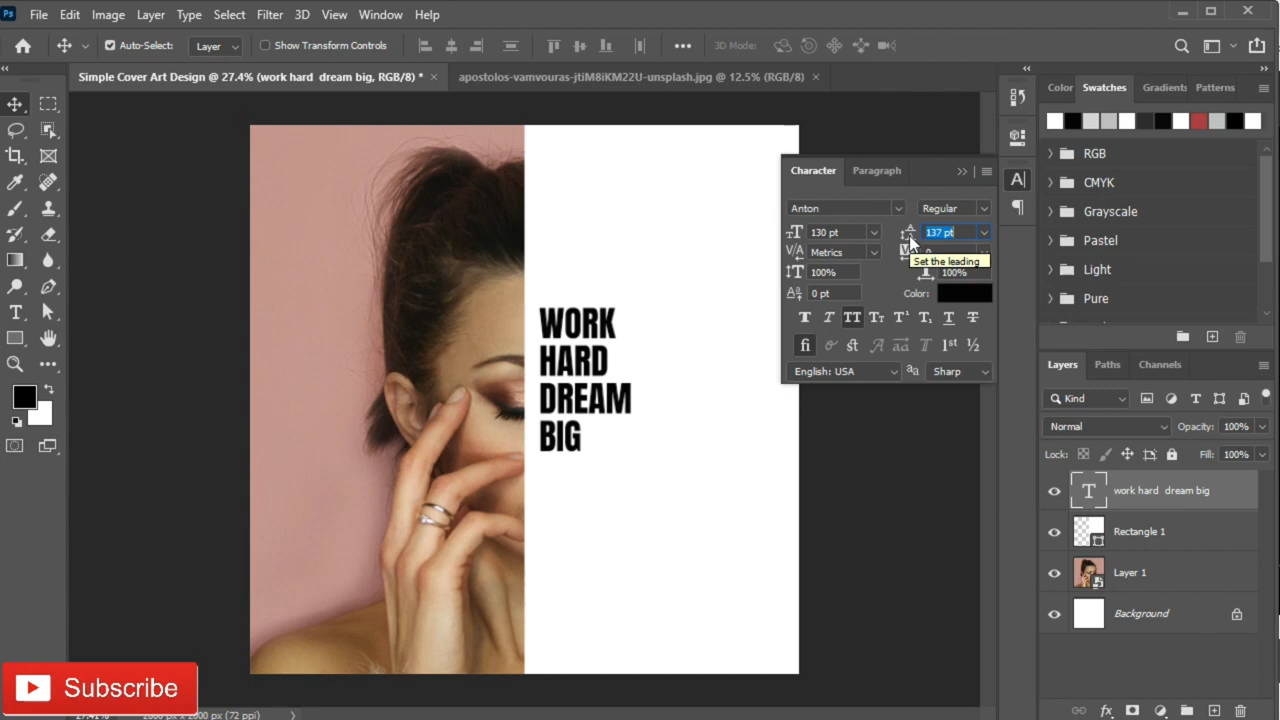 Ps File Edit Image Layer Type Select Filter 3D View Window Help
Auto-Select: Layer Show Transform Controls 3D Mode:
Simple Cover Art Design @ 27.4% (work hard dream big, RGB/8) * × apostolos-vamvouras-jtiM8iKM22U-unsplash.jpg @ 12.5% (RGB/8) ×
Color Swatches Gradients Patterns
RGB
CMYK
Grayscale
Pastel
Light
Pure
Character Paragraph
Anton Regular
130 pt 137 pt
Metrics
Set the leading
100% 100%
0 pt Color:
English: USA Sharp
WORK
HARD
DREAM
BIG
Layers Paths Channels
Kind
Normal Opacity: 100%
Lock: Fill: 100%
work hard dream big
Rectangle 1
Layer 1
Background
Subscribe